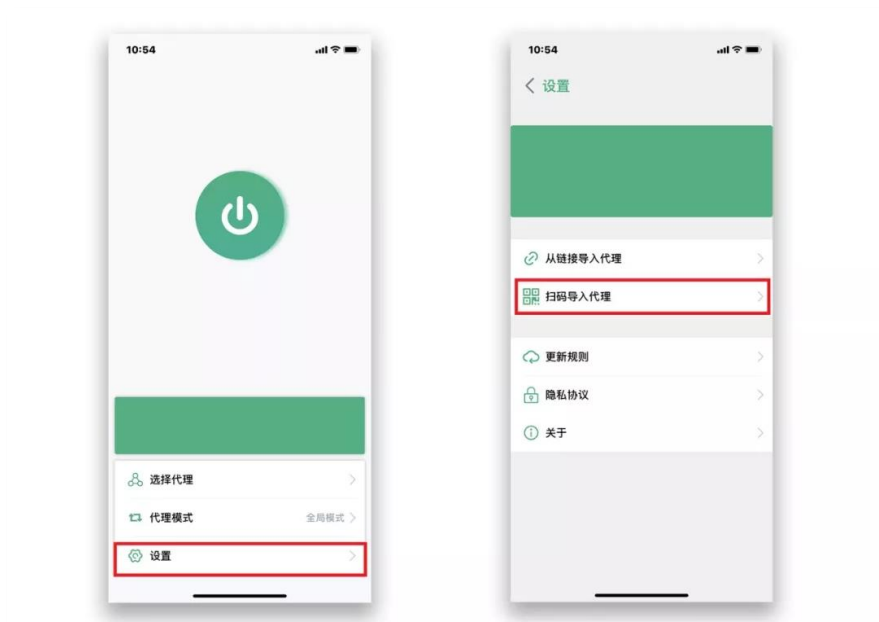 10:54
选择代理
代理模式
全局模式
设置
10:54
设置
从链接导入代理
扫码导入代理
更新规则
隐私协议
关于